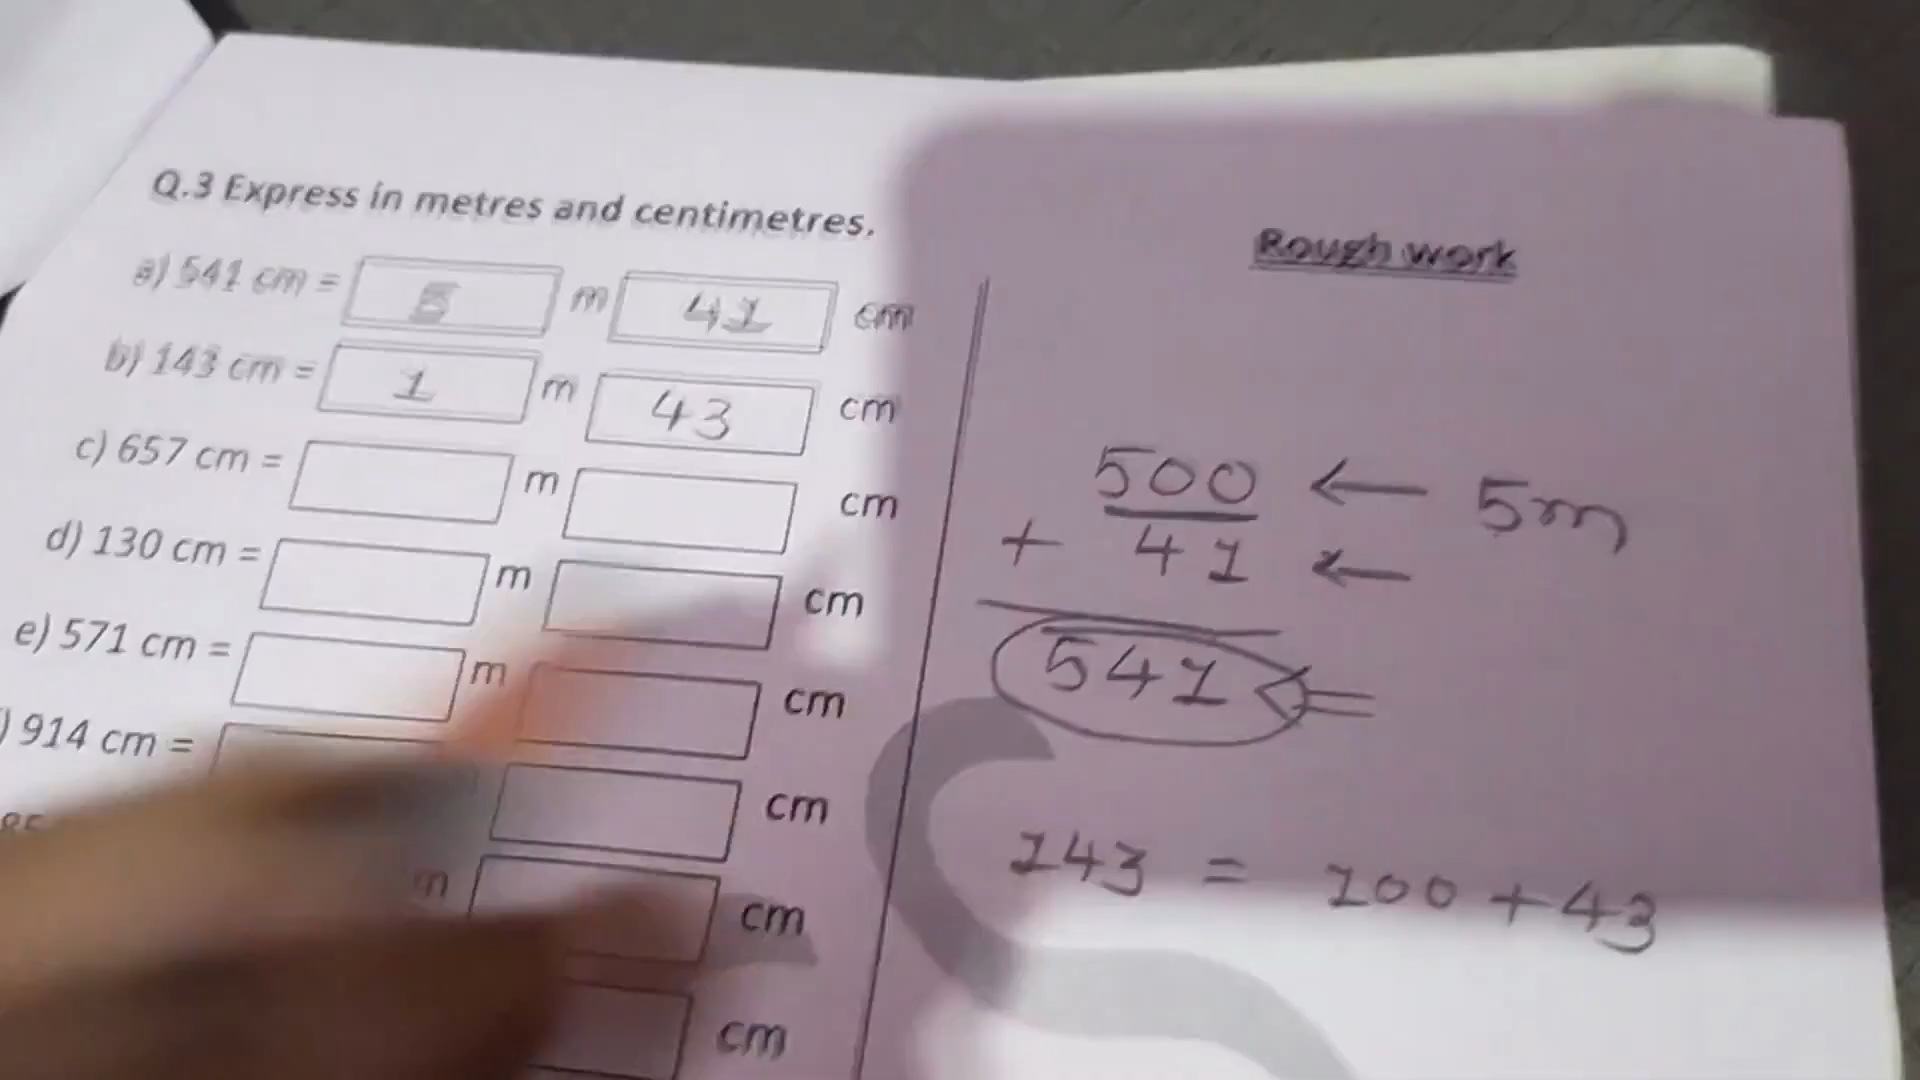 Q.3 Express in metres and centimetres.
a) 541 cm = 5 m 41 cm
b) 143 cm = 1 m 43 cm
c) 657 cm = m cm
d) 130 cm = m cm
e) 571 cm = m cm
) 914 cm = cm
m cm
cm
Rough work
500 ← 5m
+ 41 ←
541
143 = 100 + 43